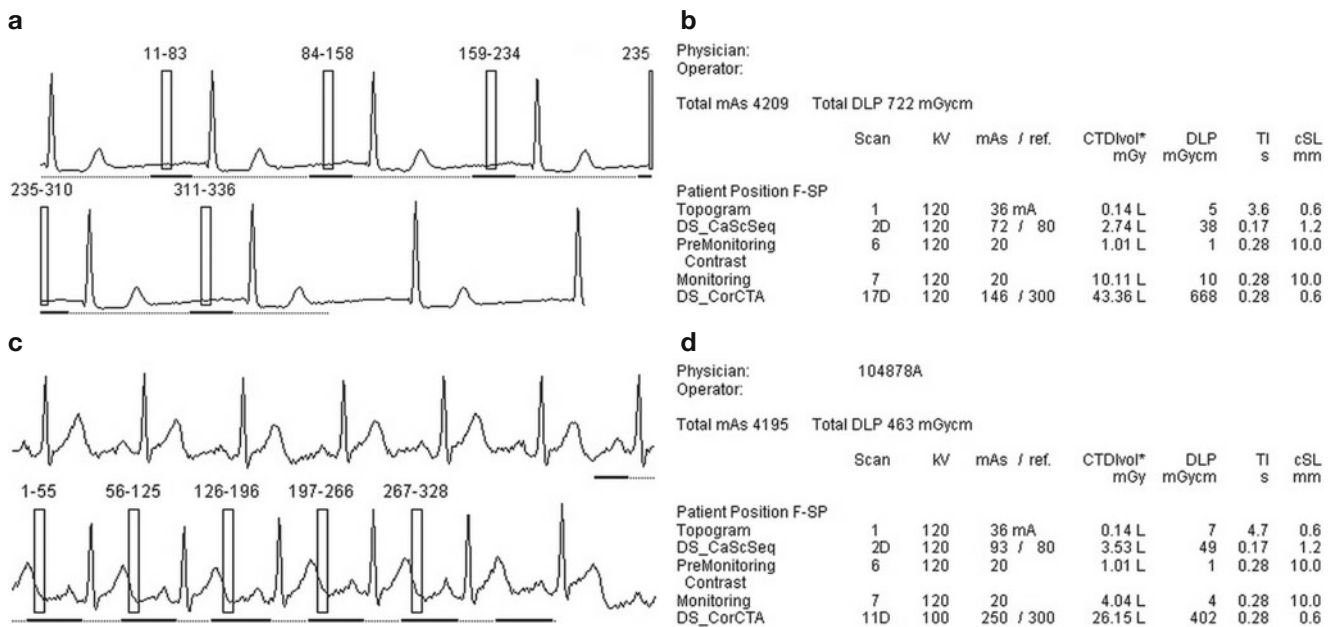 a
11-83 84-158 159-234 235
235-310 311-336
b
Physician:
Operator:
Total mAs 4209 Total DLP 722 mGycm
Scan kV mAs / ref. CTDIvol* DLP TI cSL
mGy mGycm s mm
Patient Position F-SP
Topogram 1 120 36 mA 0.14 L 5 3.6 0.6
DS_CaScSeq 2D 120 72 / 80 2.74 L 38 0.17 1.2
PreMonitoring 6 120 20 1.01 L 1 0.28 10.0
Contrast
Monitoring 7 120 20 10.11 L 10 0.28 10.0
DS_CorCTA 17D 120 146 / 300 43.36 L 668 0.28 0.6
c
1-55 56-125 126-196 197-266 267-328
d
Physician: 104878A
Operator:
Total mAs 4195 Total DLP 463 mGycm
Scan kV mAs / ref. CTDIvol* DLP TI cSL
mGy mGycm s mm
Patient Position F-SP
Topogram 1 120 36 mA 0.14 L 7 4.7 0.6
DS_CaScSeq 2D 120 93 / 80 3.53 L 49 0.17 1.2
PreMonitoring 6 120 20 1.01 L 1 0.28 10.0
Contrast
Monitoring 7 120 20 4.04 L 4 0.28 10.0
DS_CorCTA 11D 100 250 / 300 26.15 L 402 0.28 0.6